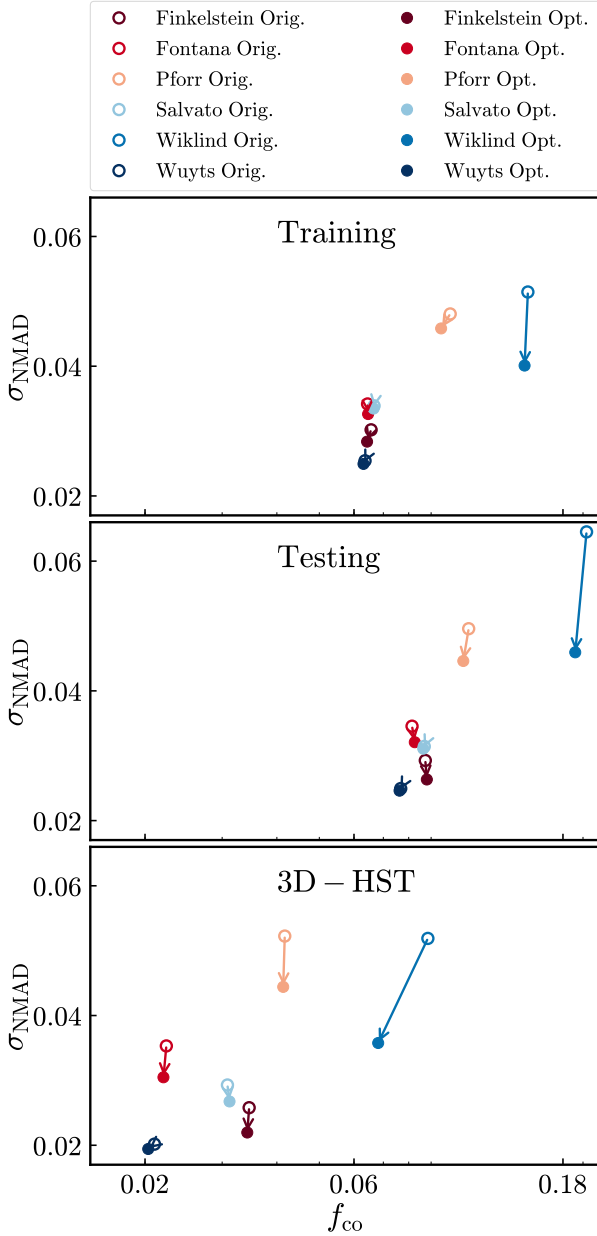 Finkelstein Orig. Finkelstein Opt.
Fontana Orig. Fontana Opt.
Pforr Orig. Pforr Opt.
Salvato Orig. Salvato Opt.
Wiklind Orig. Wiklind Opt.
Wuyts Orig. Wuyts Opt.
Training
0.06
0.04
0.02
σNMAD
Testing
0.06
0.04
0.02
σNMAD
3D − HST
0.06
0.04
0.02
σNMAD
0.02 0.06 0.18
fco